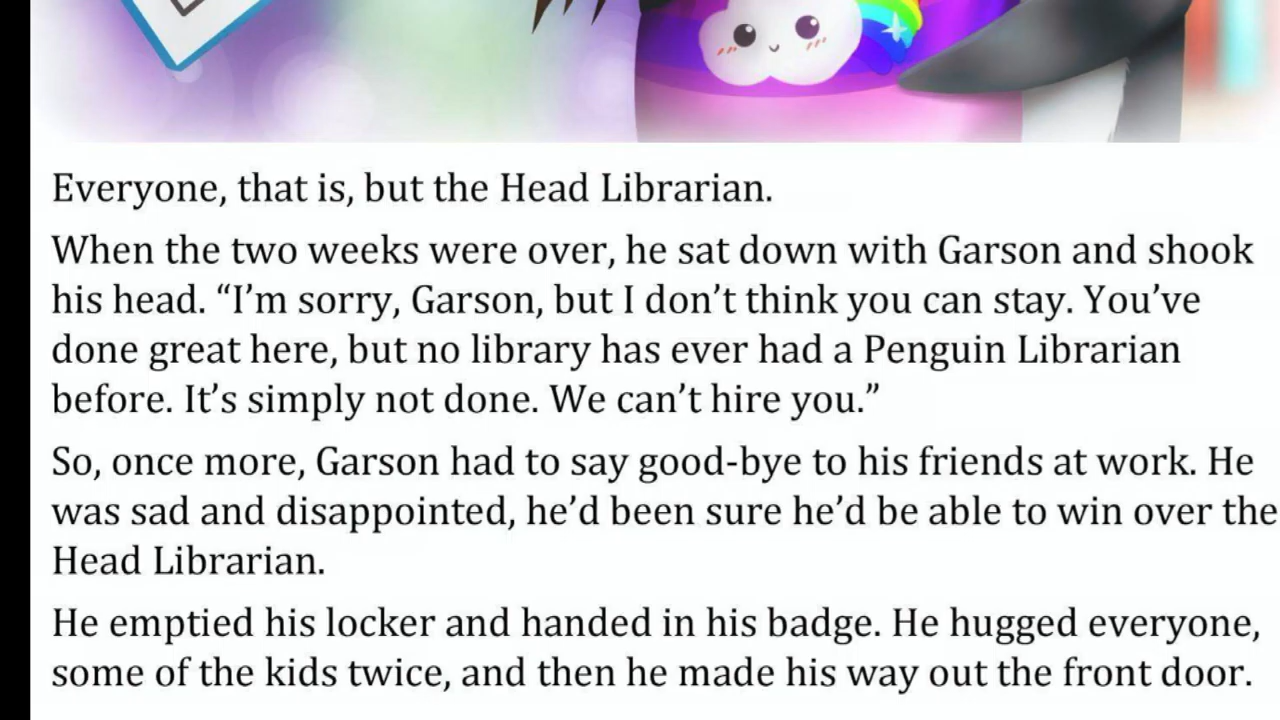 Everyone, that is, but the Head Librarian.
When the two weeks were over, he sat down with Garson and shook
his head. “I’m sorry, Garson, but I don’t think you can stay. You’ve
done great here, but no library has ever had a Penguin Librarian
before. It’s simply not done. We can’t hire you.”
So, once more, Garson had to say good-bye to his friends at work. He
was sad and disappointed, he’d been sure he’d be able to win over the
Head Librarian.
He emptied his locker and handed in his badge. He hugged everyone,
some of the kids twice, and then he made his way out the front door.